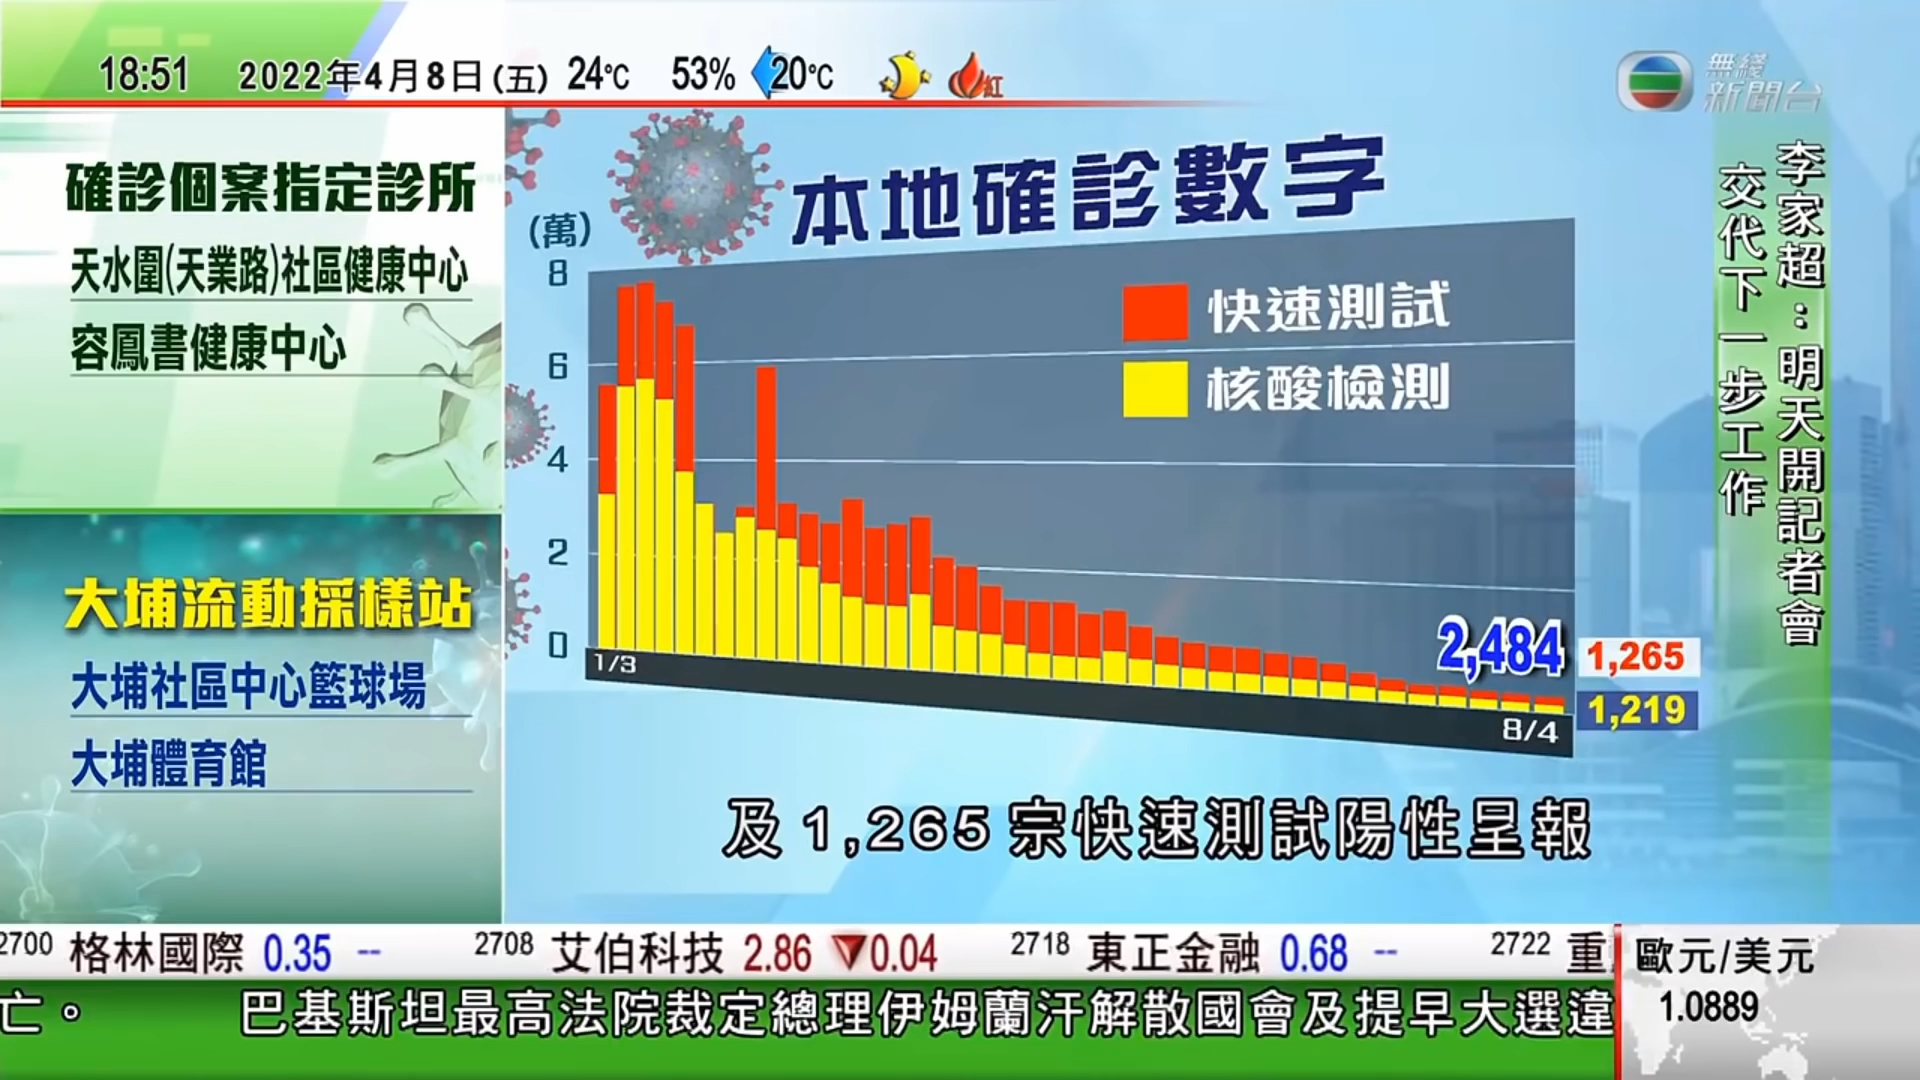 18:51 2022年4月8日(五) 24℃ 53% 20℃ 紅
無綫
新聞台
確診個案指定診所
天水圍(天業路)社區健康中心
容鳳書健康中心
大埔流動採樣站
大埔社區中心籃球場
大埔體育館
本地確診數字
(萬)
8
6
4
2
0
快速測試
核酸檢測
1/3
8/4
2,484
1,265
1,219
李家超：明天開記者會
交代下一步工作
及1,265宗快速測試陽性呈報
2700 格林國際 0.35 -- 2708 艾伯科技 2.86 ▼0.04 2718 東正金融 0.68 -- 2722 重
亡。 巴基斯坦最高法院裁定總理伊姆蘭汗解散國會及提早大選違
歐元/美元
1.0889